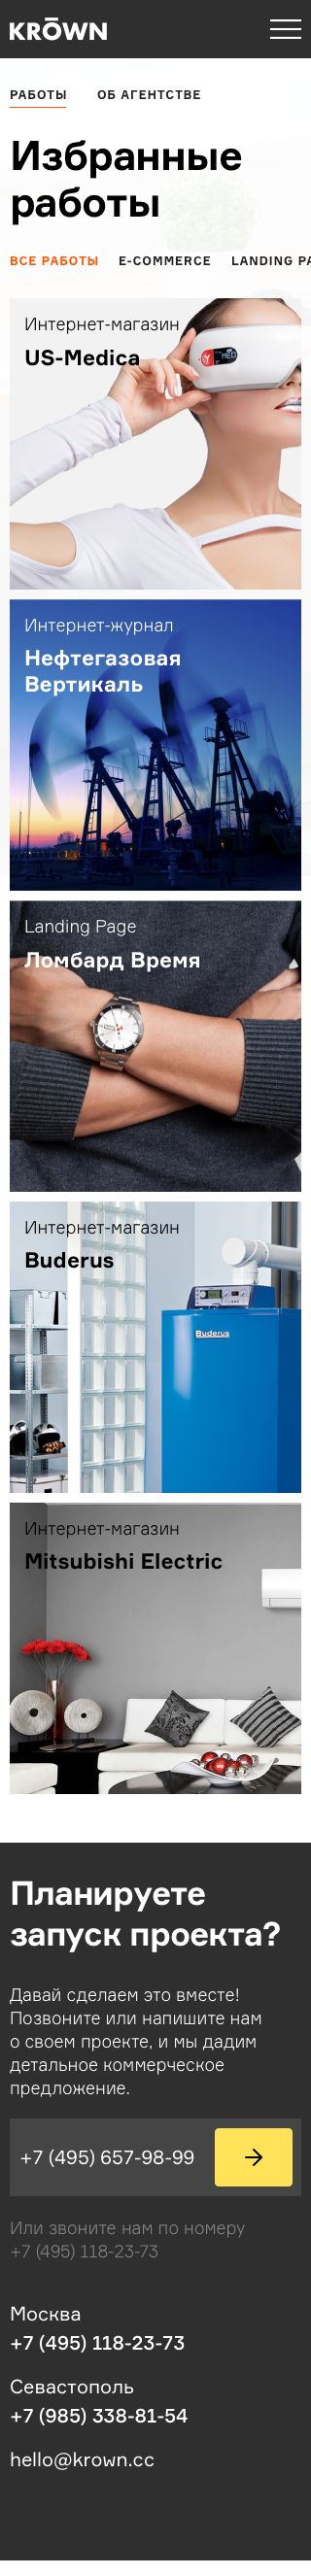 KRŌWN
РАБОТЫ ОБ АГЕНТСТВЕ
Избранные
работы
ВСЕ РАБОТЫ E-COMMERCE LANDING PA
Интернет-магазин
US-Medica
Интернет-журнал
Нефтегазовая
Вертикаль
Landing Page
Ломбард Время
Интернет-магазин
Buderus
Buderus
Интернет-магазин
Mitsubishi Electric
Планируете
запуск проекта?
Давай сделаем это вместе!
Позвоните или напишите нам
о своем проекте, и мы дадим
детальное коммерческое
предложение.
+7 (495) 657-98-99
Или звоните нам по номеру
+7 (495) 118-23-73
Москва
+7 (495) 118-23-73
Севастополь
+7 (985) 338-81-54
hello@krown.cc